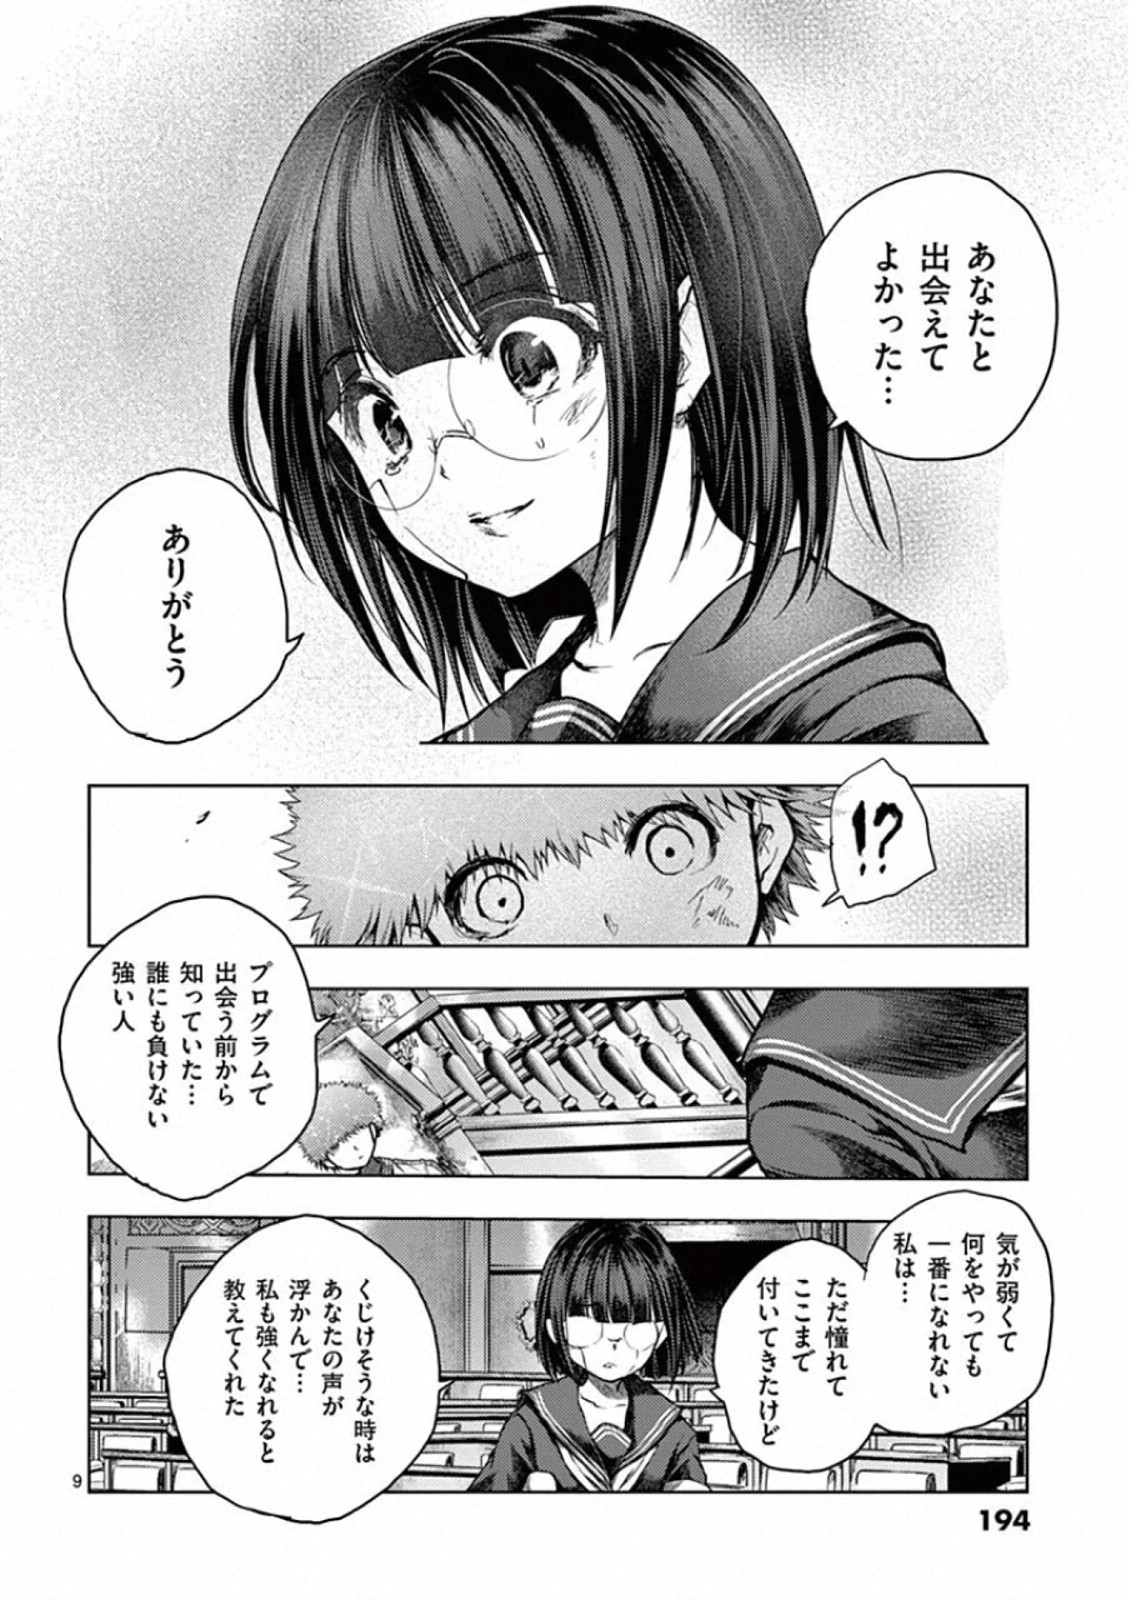 あなたと
出会えて
よかった…
ありがとう
!?
プログラムで
出会う前から
知っていた…
誰にも負けない
強い人
気が弱くて
何をやっても
一番になれない
私は…
ただ憧れて
ここまで
付いてきたけど
くじけそうな時は
あなたの声が
浮かんで…
私も強くなれると
教えてくれた
9
194